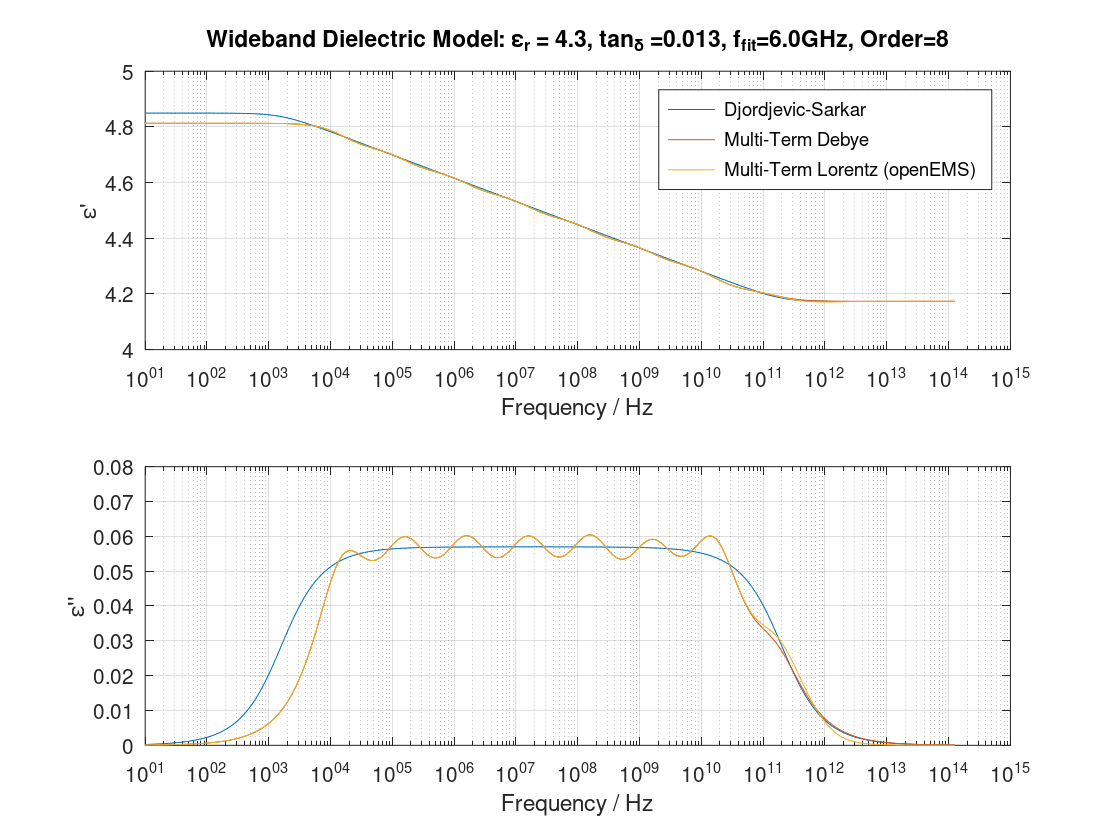 Wideband Dielectric Model: εr = 4.3, tanδ =0.013, ffit=6.0GHz, Order=8
5
4.8
4.6
4.4
4.2
4
ε'
Djordjevic-Sarkar
Multi-Term Debye
Multi-Term Lorentz (openEMS)
10^01 10^02 10^03 10^04 10^05 10^06 10^07 10^08 10^09 10^10 10^11 10^12 10^13 10^14 10^15
Frequency / Hz
0.08
0.07
0.06
0.05
0.04
0.03
0.02
0.01
0
ε''
10^01 10^02 10^03 10^04 10^05 10^06 10^07 10^08 10^09 10^10 10^11 10^12 10^13 10^14 10^15
Frequency / Hz